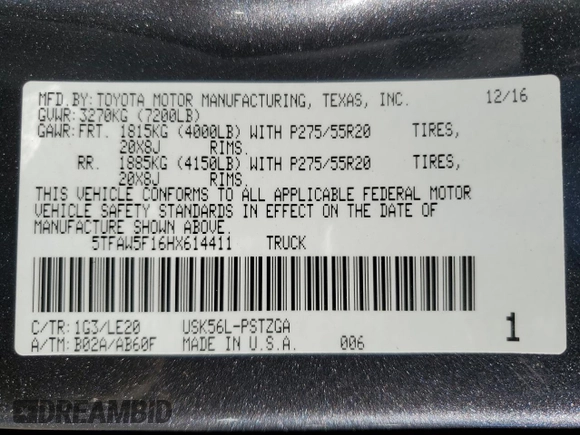 MFD.BY:TOYOTA MOTOR MANUFACTURING, TEXAS, INC. 12/16
GVWR:3270KG (7200LB)
GAWR:FRT. 1815KG (4000LB) WITH P275/55R20 TIRES,
20X8J RIMS.
RR. 1885KG (4150LB) WITH P275/55R20 TIRES,
20X8J RIMS.
THIS VEHICLE CONFORMS TO ALL APPLICABLE FEDERAL MOTOR
VEHICLE SAFETY STANDARDS IN EFFECT ON THE DATE OF
MANUFACTURE SHOWN ABOVE.
5TFAW5F16HX614411 TRUCK
C/TR:1G3/LE20 USK56L-PSTZGA
A/TM:B02A/AB60F MADE IN U.S.A. 006 1
DREAMBID